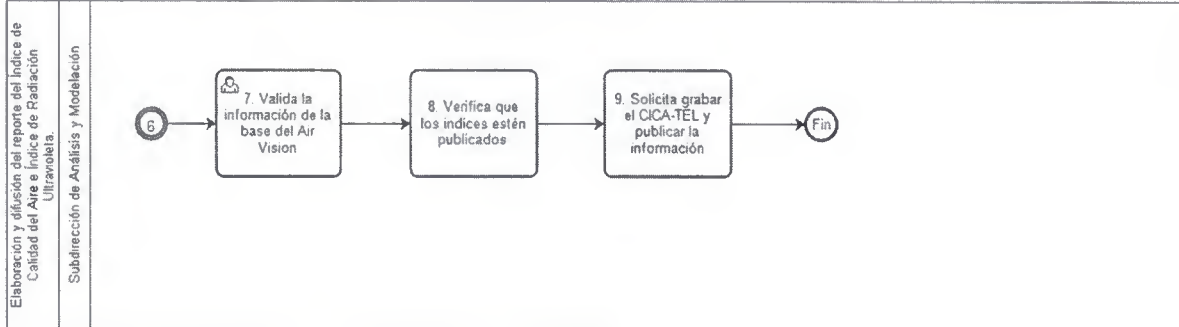 Elaboración y difusión del reporte del Índice de
Calidad del Aire e Índice de Radiación
Ultravioleta.
Subdirección de Análisis y Modelación
6
7. Valida la
información de la
base del Air
Vision
8. Verifica que
los indices estén
publicados
9. Solicita grabar
el CICA-TEL y
publicar la
información
Fin